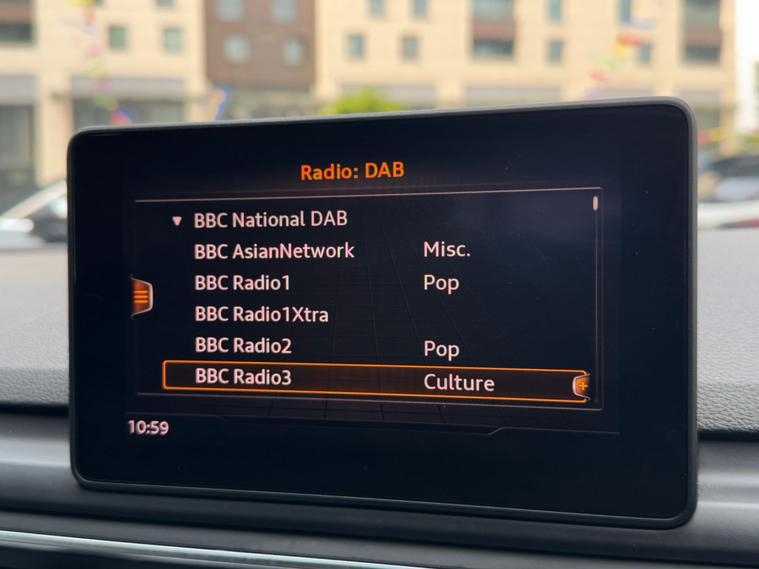 Radio: DAB
▼ BBC National DAB
BBC AsianNetwork Misc.
BBC Radio1 Pop
BBC Radio1Xtra
BBC Radio2 Pop
BBC Radio3 Culture
10:59